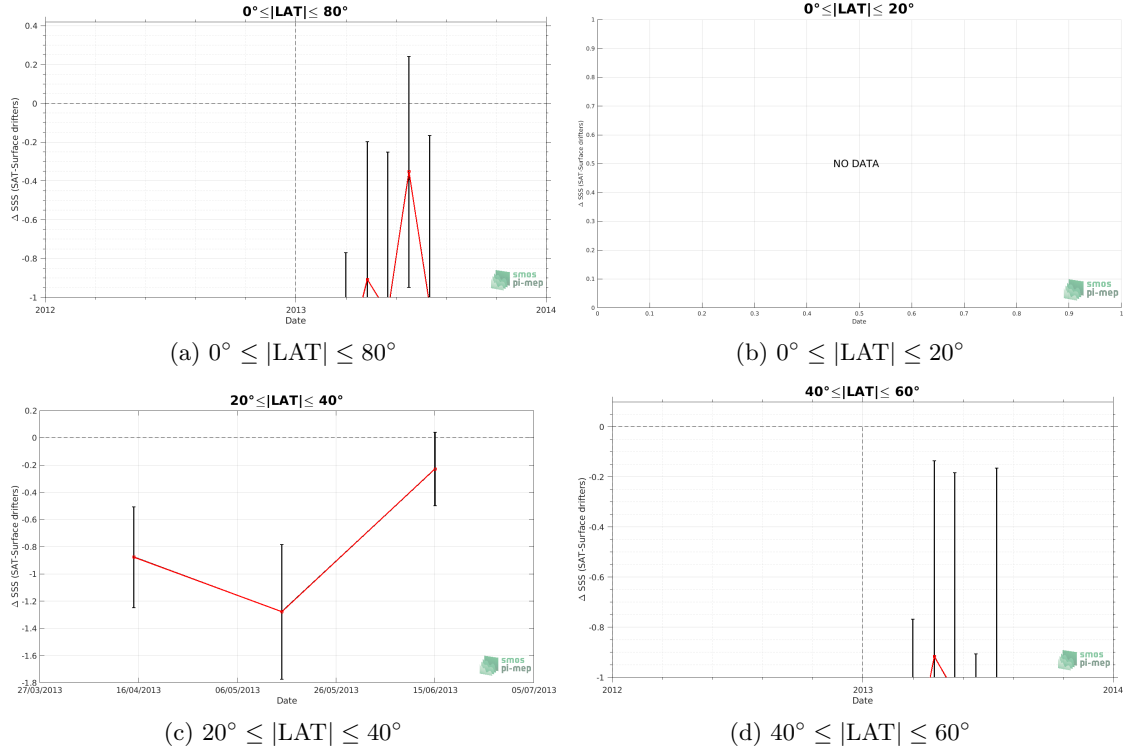 0°≤|LAT|≤ 80°
0.4
0.2
0
-0.2
-0.4
-0.6
-0.8
-1
Δ SSS (SAT-Surface drifters)
2012
2013
2014
Date
smos
pi-mep
(a) 0° ≤ |LAT| ≤ 80°
0°≤|LAT|≤ 20°
1
0.9
0.8
0.7
0.6
0.5
0.4
0.3
0.2
0.1
0
Δ SSS (SAT-Surface drifters)
NO DATA
0 0.1 0.2 0.3 0.4 0.5 0.6 0.7 0.8 0.9 1
Date
smos
pi-mep
(b) 0° ≤ |LAT| ≤ 20°
20°≤|LAT|≤ 40°
0.2
0
-0.2
-0.4
-0.6
-0.8
-1
-1.2
-1.4
-1.6
-1.8
Δ SSS (SAT-Surface drifters)
27/03/2013 16/04/2013 06/05/2013 26/05/2013 15/06/2013 05/07/2013
Date
smos
pi-mep
(c) 20° ≤ |LAT| ≤ 40°
40°≤|LAT|≤ 60°
0
-0.2
-0.4
-0.6
-0.8
-1
Δ SSS (SAT-Surface drifters)
2012 2013 2014
Date
smos
pi-mep
(d) 40° ≤ |LAT| ≤ 60°